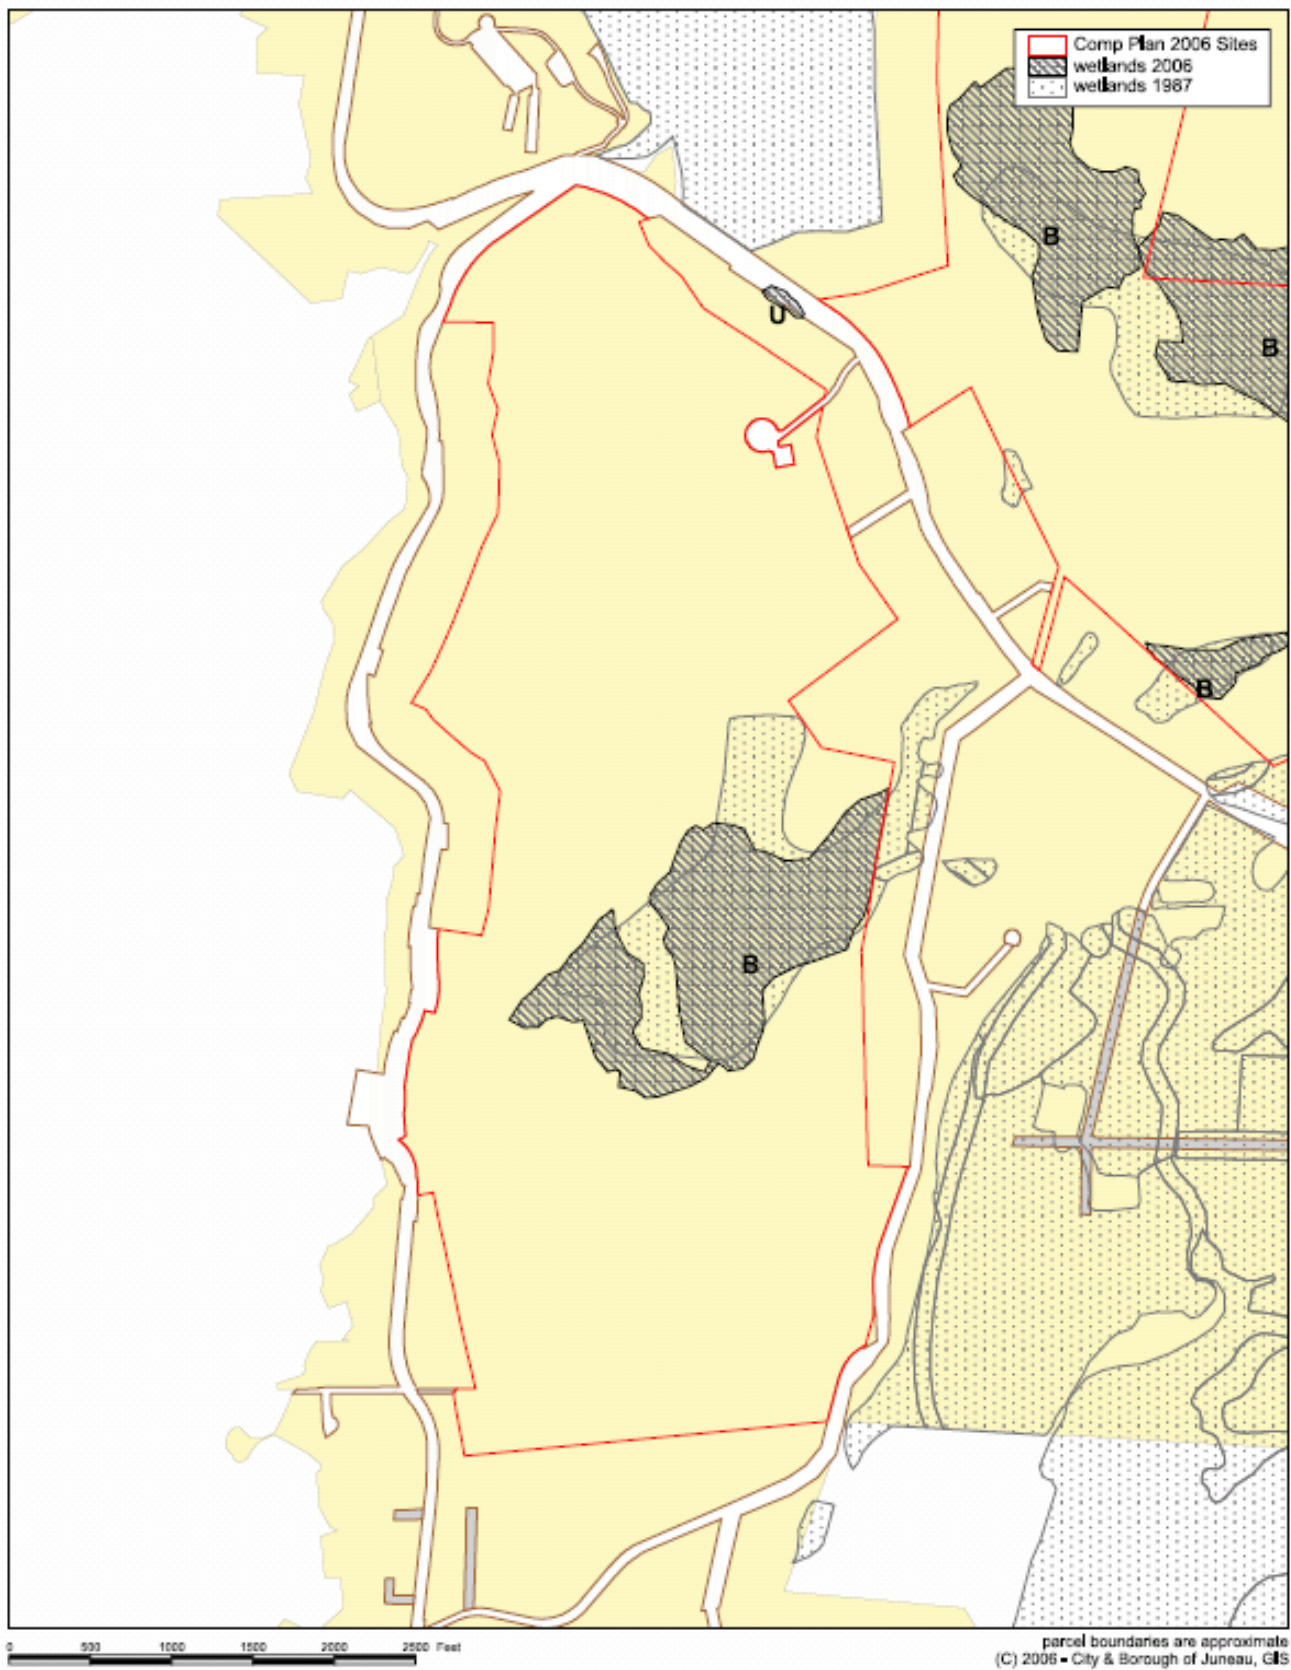 Comp Plan 2006 Sites
wetlands 2006
wetlands 1987
B
U
B
B
B
0 500 1000 1500 2000 2500 Feet
parcel boundaries are approximate
(C) 2006 - City & Borough of Juneau, GIS